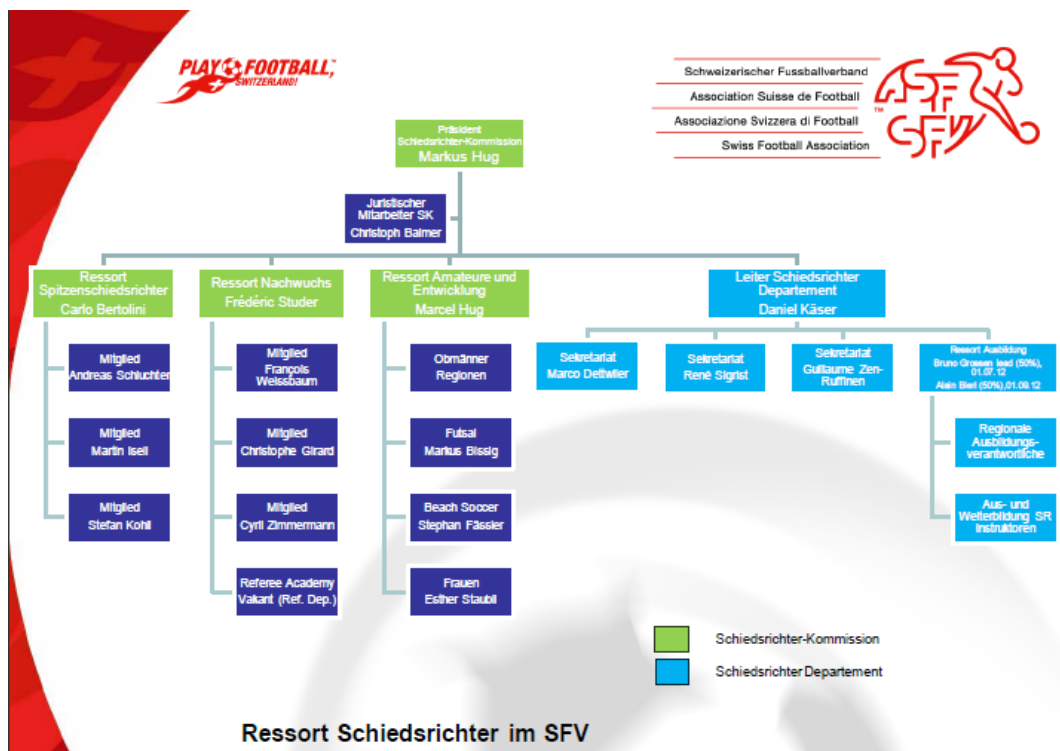 PLAY FOOTBALL,
SWITZERLAND!
Schweizerischer Fussballverband
Association Suisse de Football
Associazione Svizzera di Football
Swiss Football Association
ASF
SFV
TM
Präsident
Schiedsrichter-Kommission
Markus Hug
Juristischer
Mitarbeiter SK
Christoph Balmer
Ressort
Spitzenschiedsrichter
Carlo Bertolini
Ressort Nachwuchs
Frédéric Studer
Ressort Amateure und
Entwicklung
Marcel Hug
Leiter Schiedsrichter
Departement
Daniel Käser
Mitglied
Andreas Schluchter
Mitglied
Martin Iseli
Mitglied
Stefan Kohli
Mitglied
François
Weissbaum
Mitglied
Christophe Girard
Mitglied
Cyril Zimmermann
Referee Academy
Vakant (Ref. Dep.)
Obmänner
Regionen
Futsal
Markus Bissig
Beach Soccer
Stephan Fässler
Frauen
Esther Staubli
Sekretariat
Marco Dettwiler
Sekretariat
René Sigrist
Sekretariat
Guillaume Zen-
Ruffinen
Ressort Ausbildung
Bruno Grossen lead (50%),
01.07.12
Alain Bieri (50%),01.09.12
Regionale
Ausbildungs-
verantwortliche
Aus- und
Weiterbildung SR
Instruktoren
Schiedsrichter-Kommission
Schiedsrichter Departement
Ressort Schiedsrichter im SFV